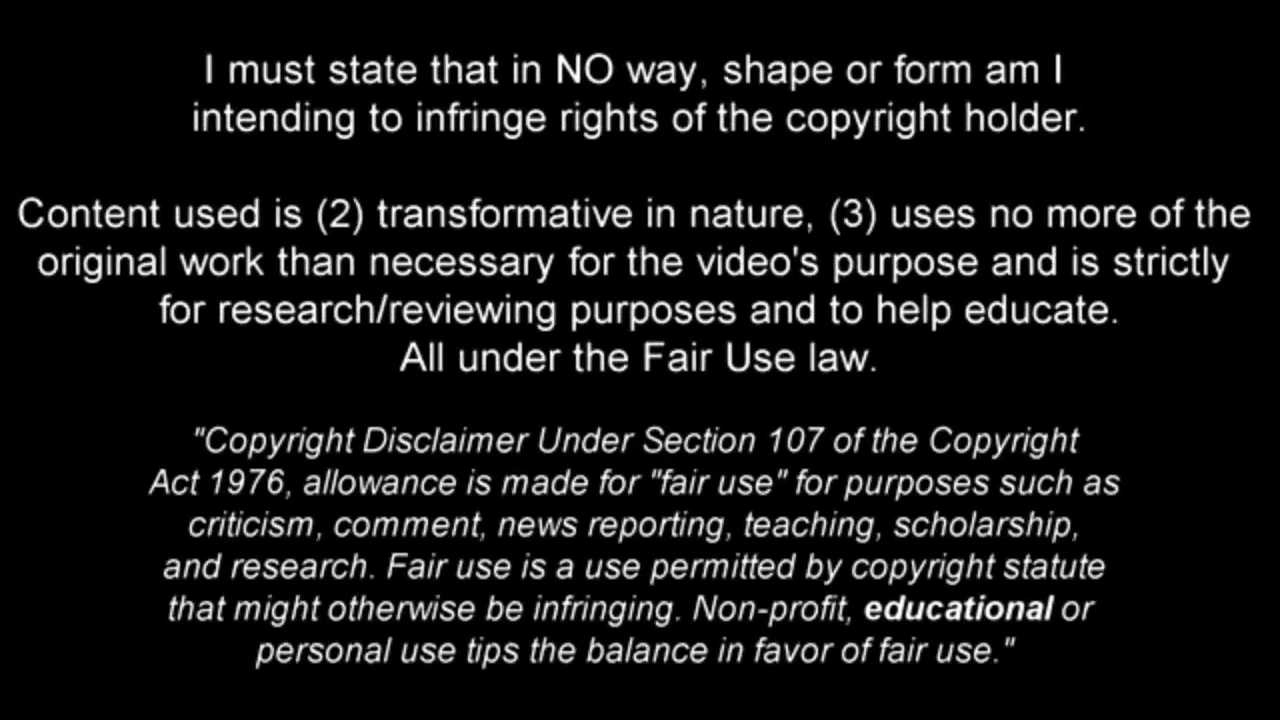 I must state that in NO way, shape or form am I
intending to infringe rights of the copyright holder.
Content used is (2) transformative in nature, (3) uses no more of the
original work than necessary for the video's purpose and is strictly
for research/reviewing purposes and to help educate.
All under the Fair Use law.
"Copyright Disclaimer Under Section 107 of the Copyright
Act 1976, allowance is made for "fair use" for purposes such as
criticism, comment, news reporting, teaching, scholarship,
and research. Fair use is a use permitted by copyright statute
that might otherwise be infringing. Non-profit, educational or
personal use tips the balance in favor of fair use."